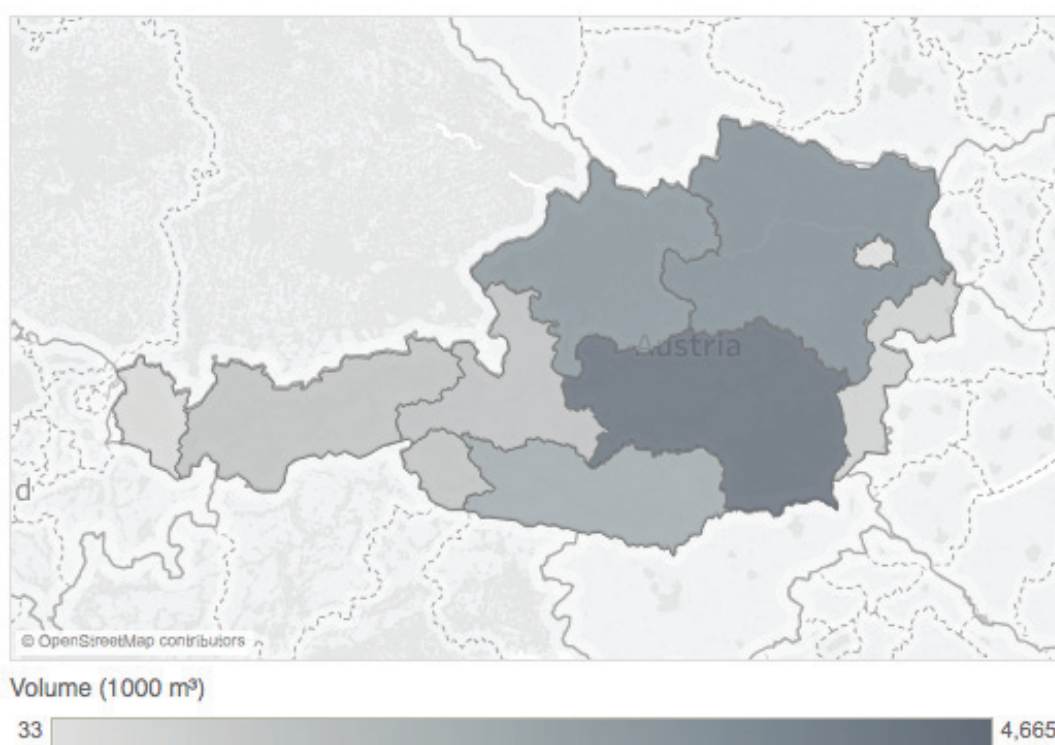 Austria
d
© OpenStreetMap contributors
Volume (1000 m³)
33
4,665